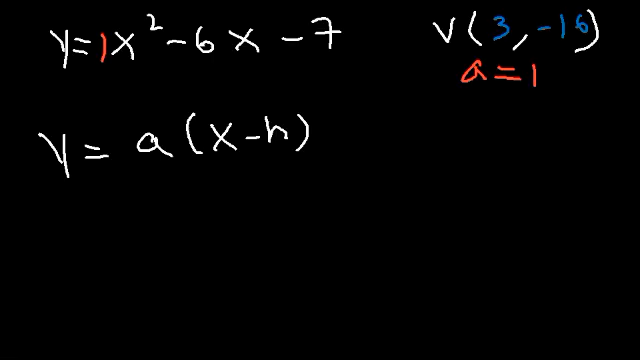 y = 1x² - 6x - 7
V(3, -16)
a = 1
y = a(x - h)